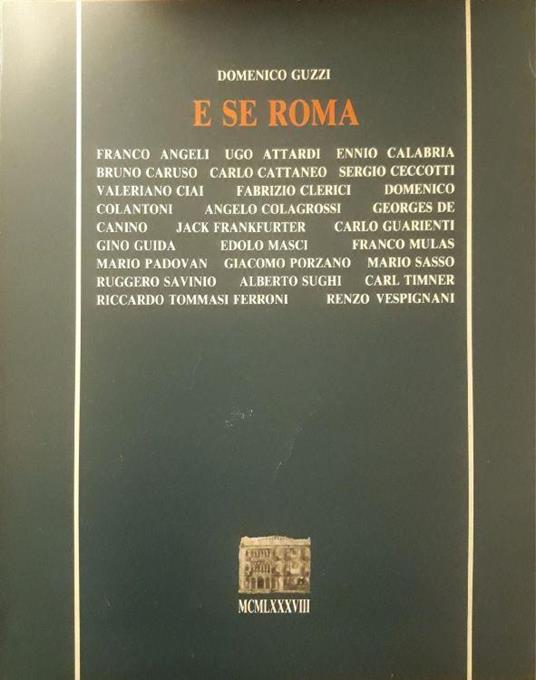 DOMENICO GUZZI
E SE ROMA
FRANCO ANGELI UGO ATTARDI ENNIO CALABRIA
BRUNO CARUSO CARLO CATTANEO SERGIO CECCOTTI
VALERIANO CIAI FABRIZIO CLERICI DOMENICO
COLANTONI ANGELO COLAGROSSI GEORGES DE
CANINO JACK FRANKFURTER CARLO GUARIENTI
GINO GUIDA EDOLO MASCI FRANCO MULAS
MARIO PADOVAN GIACOMO PORZANO MARIO SASSO
RUGGERO SAVINIO ALBERTO SUGHI CARL TIMNER
RICCARDO TOMMASI FERRONI RENZO VESPIGNANI
MCMLXXXVIII